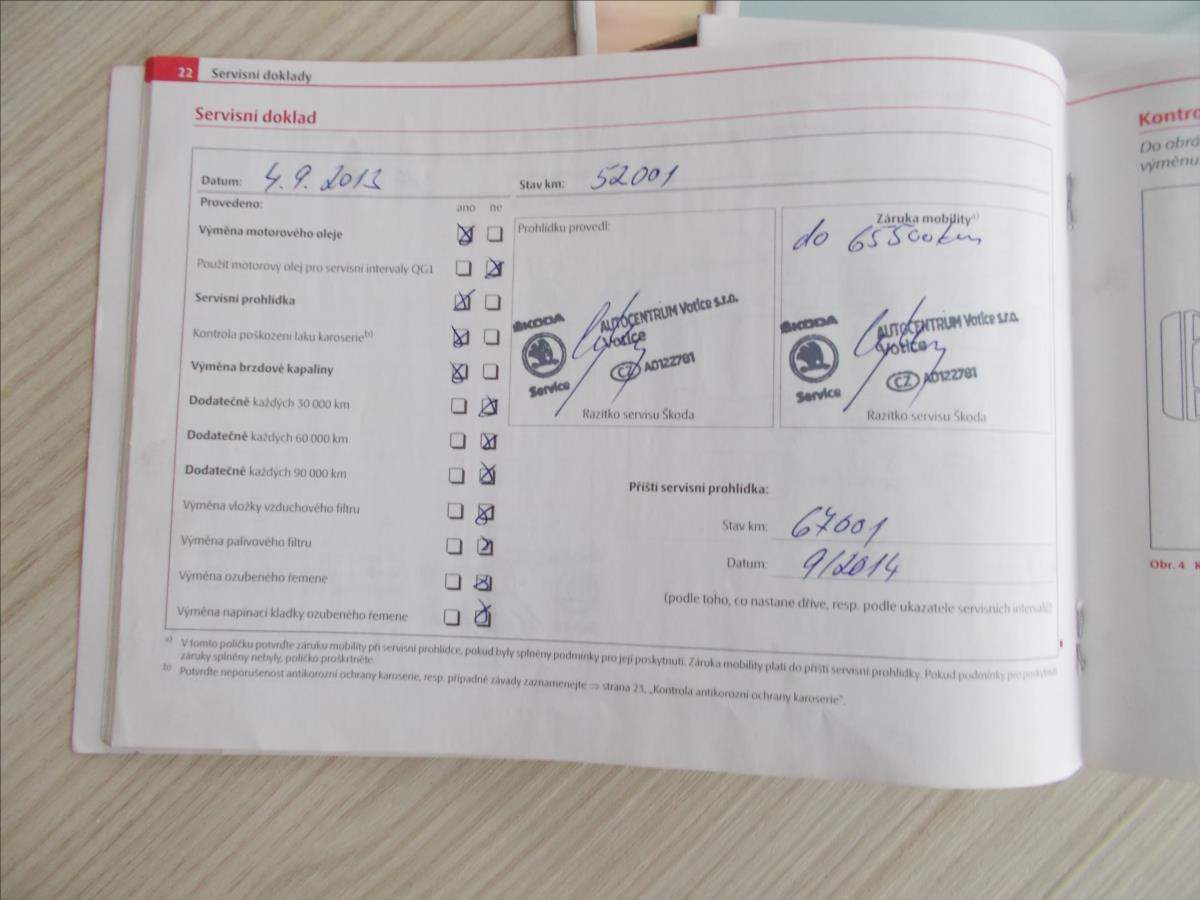 22 Servisní doklady
Servisní doklad
Datum: 4. 9. 2013 Stav km: 52001
Provedeno: ano ne
Výměna motorového oleje
Použit motorový olej pro servisní intervaly QG1
Servisní prohlídka
Kontrola poškození laku karoserie b)
Výměna brzdové kapaliny
Dodatečně každých 30 000 km
Dodatečně každých 60 000 km
Dodatečně každých 90 000 km
Výměna vložky vzduchového filtru
Výměna palivového filtru
Výměna ozubeného řemene
Výměna napínací kladky ozubeného řemene
Prohlídku provedl:
ŠKODA
Service
AUTOCENTRUM Votice s.r.o.
Votice
CZ A0122781
Razítko servisu Škoda
Záruka mobility a)
do 65500km
ŠKODA
Service
AUTOCENTRUM Votice s.r.o.
Votice
CZ A0122781
Razítko servisu Škoda
Příští servisní prohlídka:
Stav km: 67001
Datum: 9/2014
(podle toho, co nastane dříve, resp. podle ukazatele servisních intervalů)
a) V tomto políčku potvrďte záruku mobility při servisní prohlídce, pokud byly splněny podmínky pro její poskytnutí. Záruka mobility platí do příští servisní prohlídky. Pokud podmínky pro poskytnutí
záruky splněny nebyly, políčko proškrtněte.
b) Potvrďte neporušenost antikorozní ochrany karoserie, resp. případné závady zaznamenejte ⇒ strana 23, „Kontrola antikorozní ochrany karoserie“.
Kontro
Do obrá
výměnu
Obr. 4 K